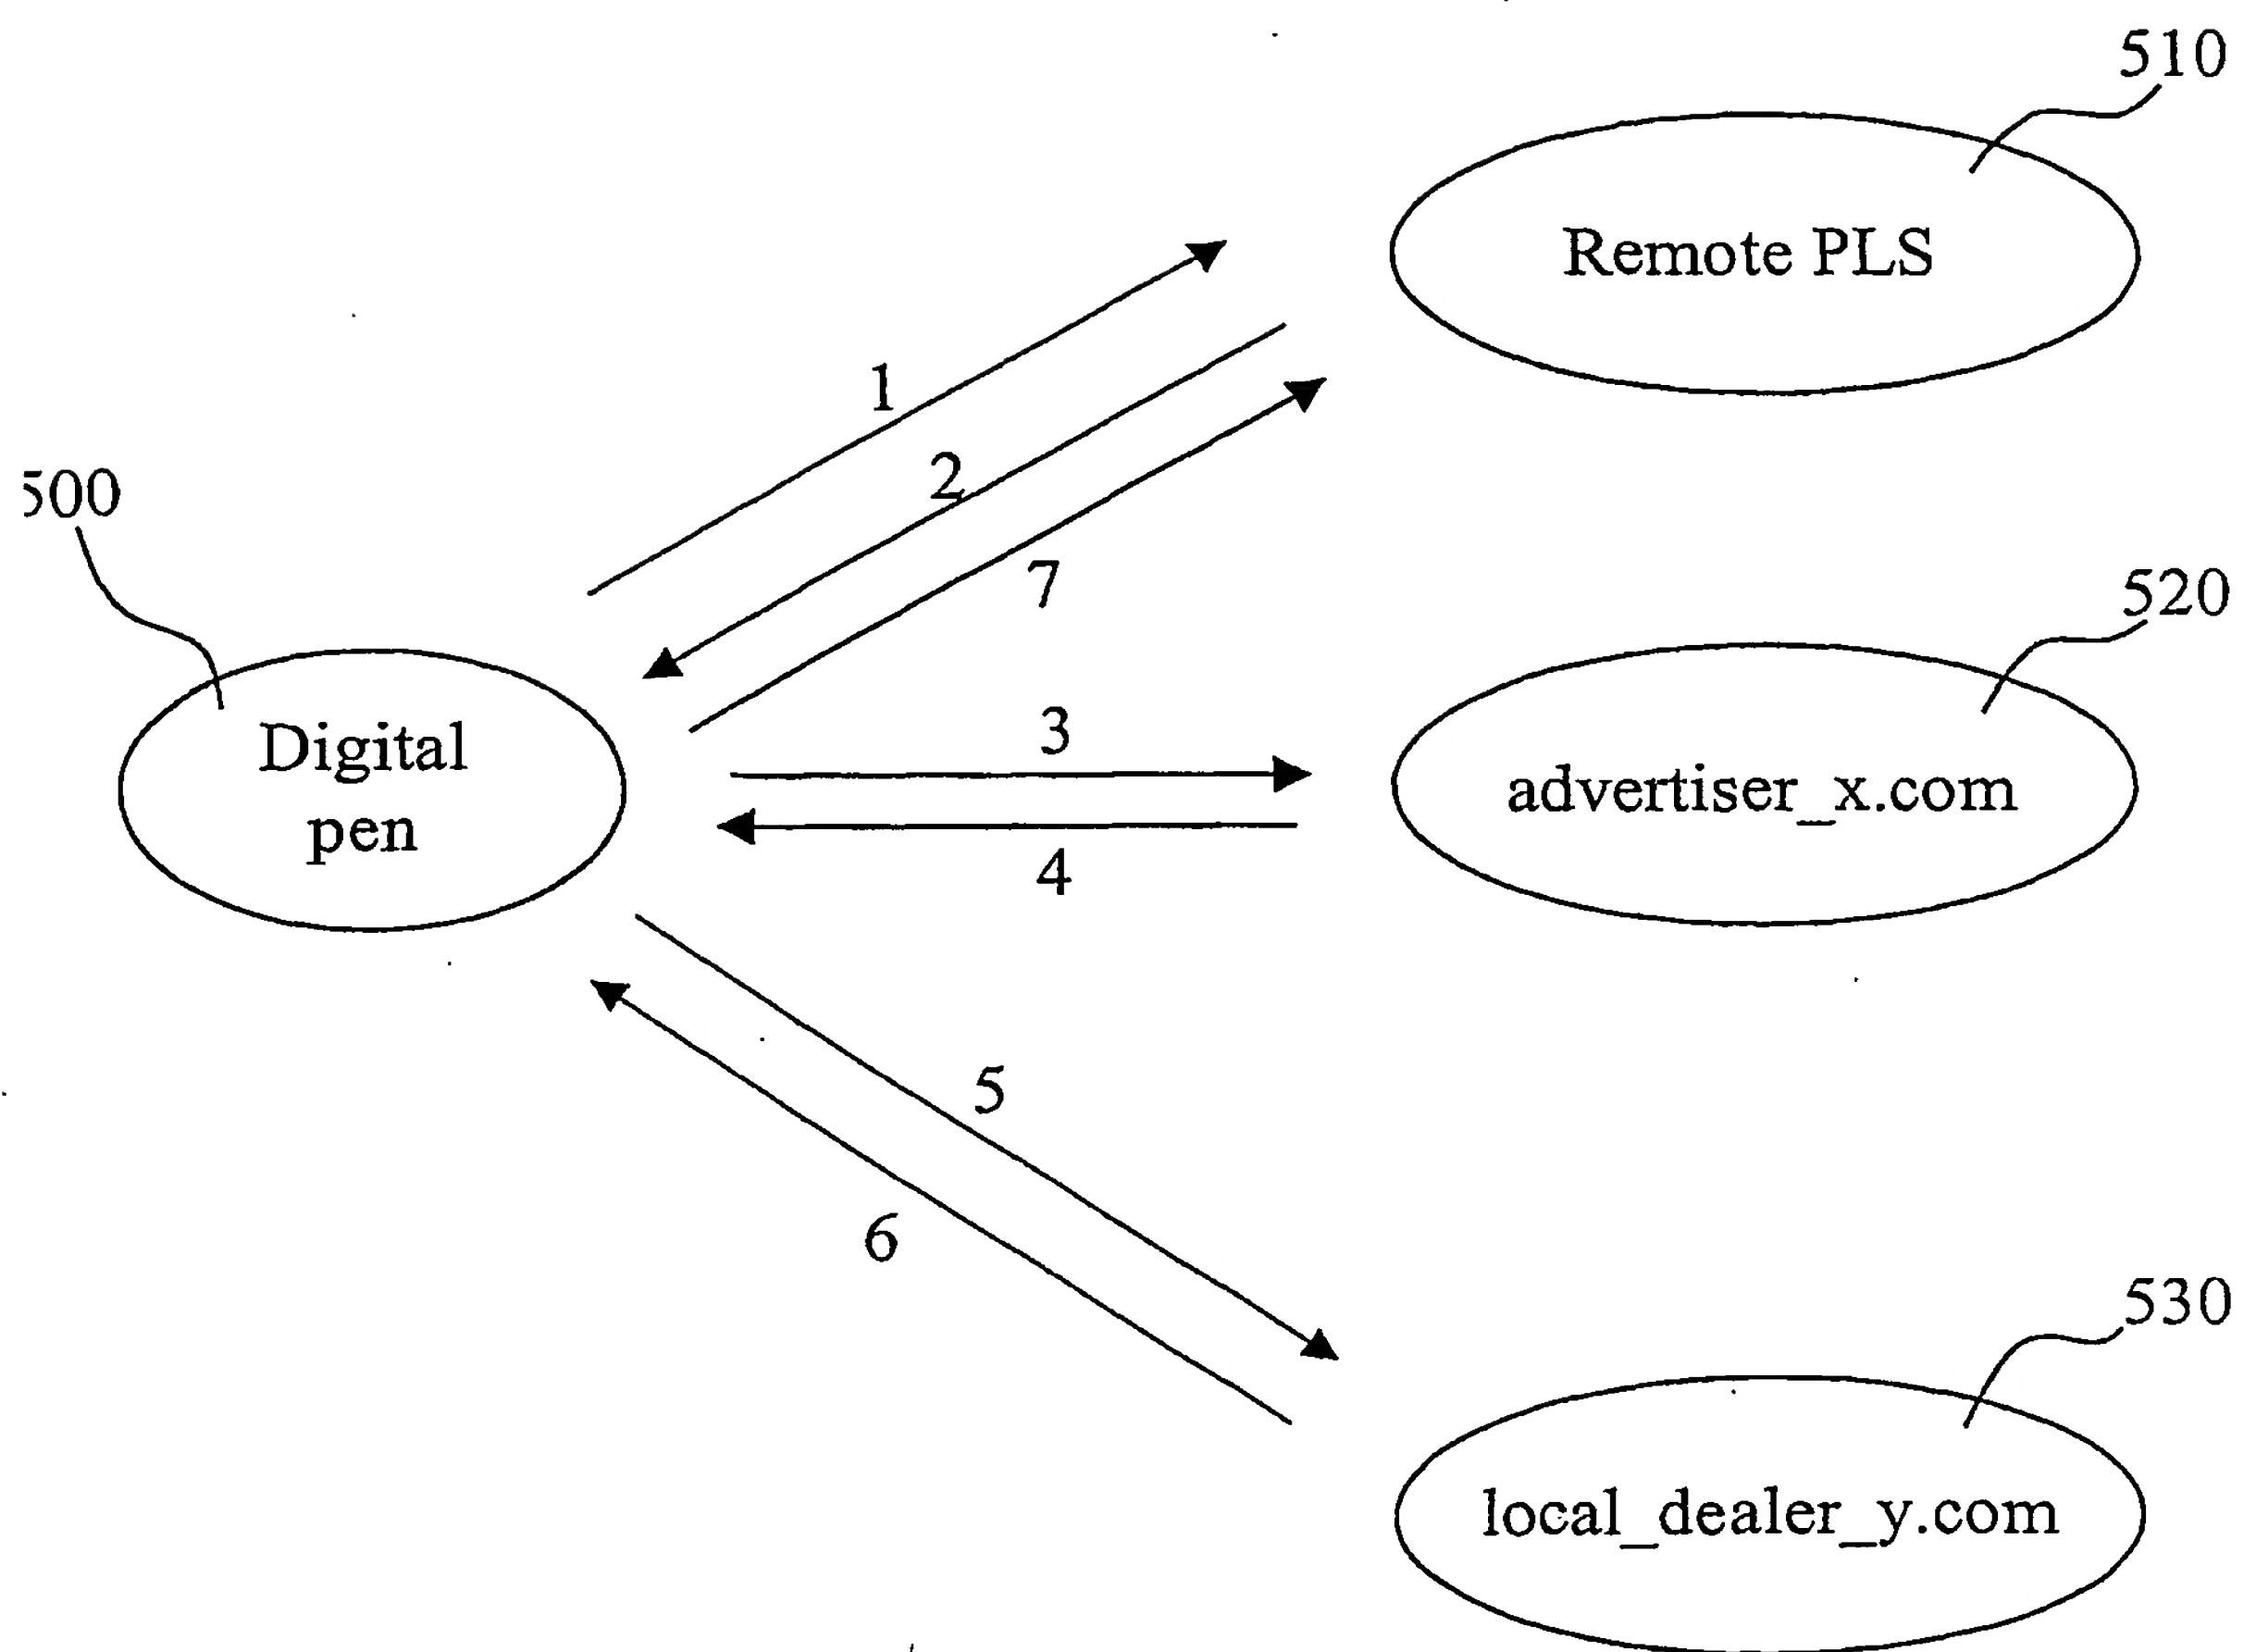 510
Remote PLS
1
2
7
500
520
Digital
pen
3
advertiser_x.com
4
5
6
530
local_dealer_y.com